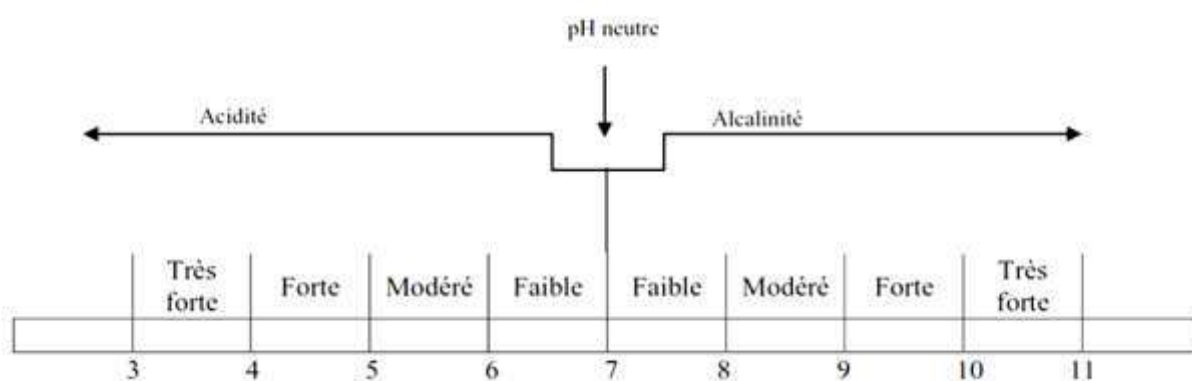 pH neutre
Acidité
Alcalinité
Très forte Forte Modéré Faible Faible Modéré Forte Très forte
3 4 5 6 7 8 9 10 11